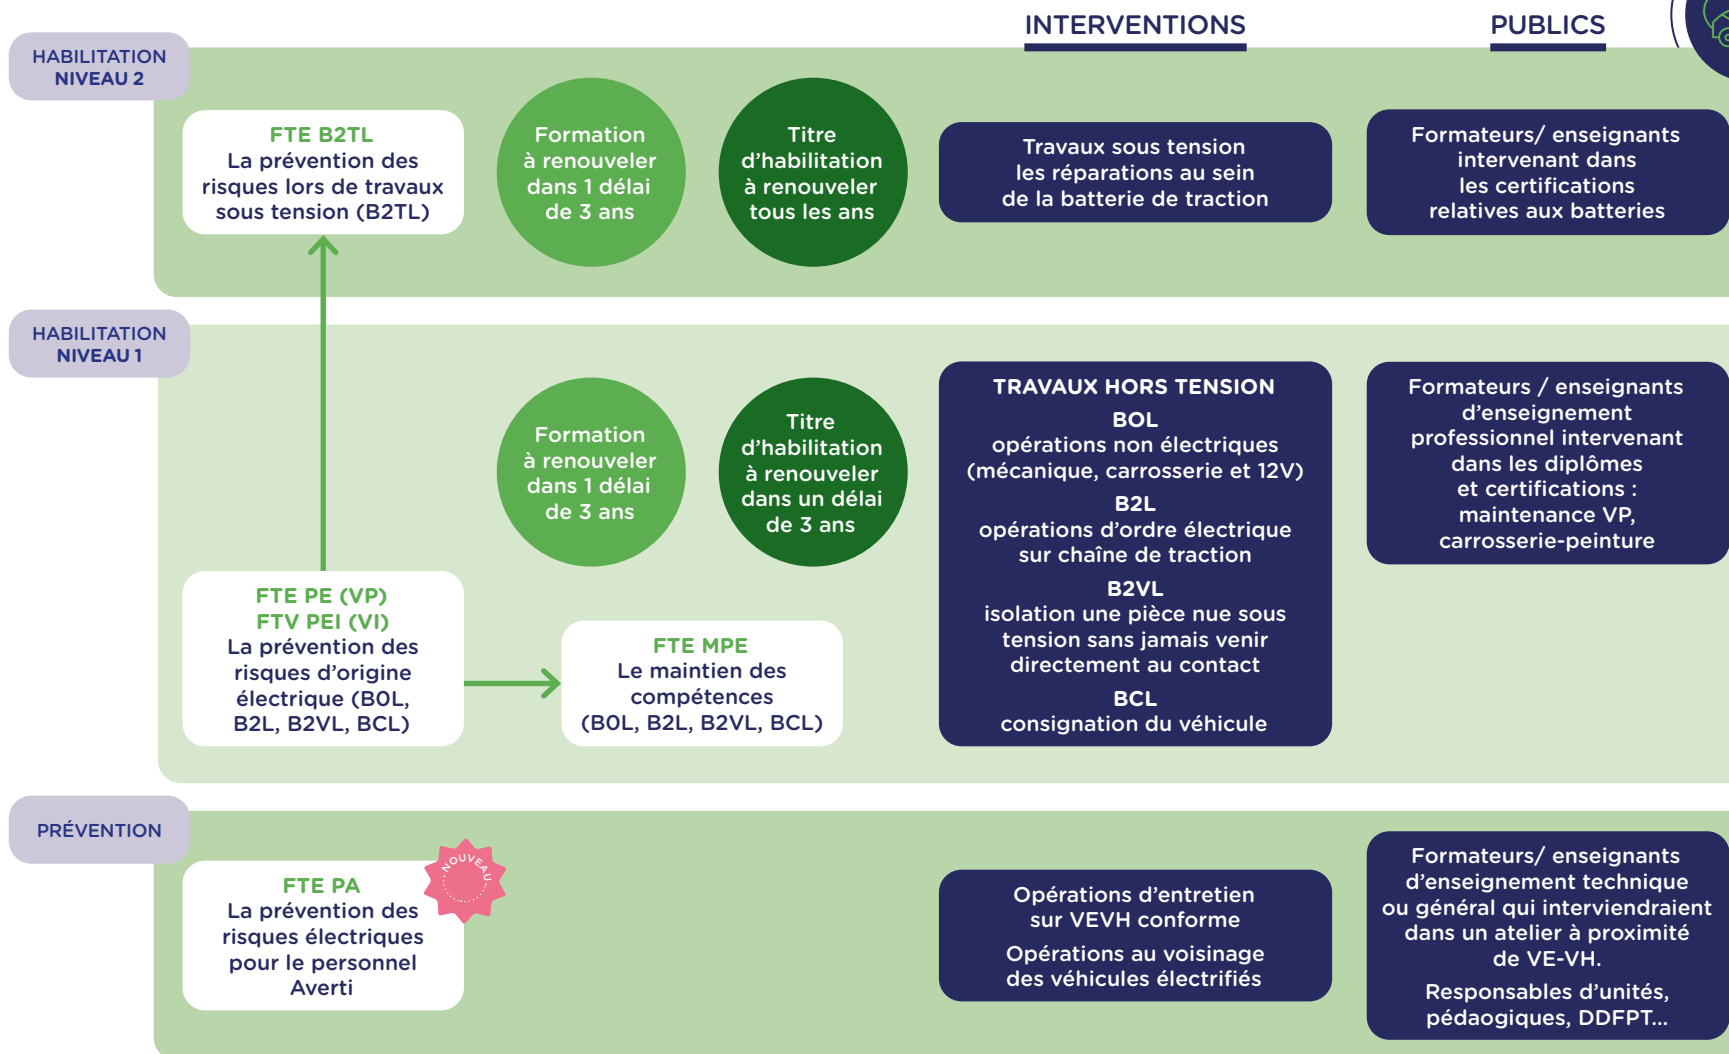 INTERVENTIONS
PUBLICS
HABILITATION
NIVEAU 2
FTE B2TL
La prévention des
risques lors de travaux
sous tension (B2TL)
Formation
à renouveler
dans 1 délai
de 3 ans
Titre
d'habilitation
à renouveler
tous les ans
Travaux sous tension
les réparations au sein
de la batterie de traction
Formateurs/ enseignants
intervenant dans
les certifications
relatives aux batteries
HABILITATION
NIVEAU 1
FTE PE (VP)
FTV PEI (VI)
La prévention des
risques d'origine
électrique (B0L,
B2L, B2VL, BCL)
Formation
à renouveler
dans 1 délai
de 3 ans
Titre
d'habilitation
à renouveler
dans un délai
de 3 ans
FTE MPE
Le maintien des
compétences
(B0L, B2L, B2VL, BCL)
TRAVAUX HORS TENSION
BOL
opérations non électriques
(mécanique, carrosserie et 12V)
B2L
opérations d'ordre électrique
sur chaîne de traction
B2VL
isolation une pièce nue sous
tension sans jamais venir
directement au contact
BCL
consignation du véhicule
Formateurs / enseignants
d'enseignement
professionnel intervenant
dans les diplômes
et certifications :
maintenance VP,
carrosserie-peinture
PRÉVENTION
FTE PA
La prévention des
risques électriques
pour le personnel
Averti
NOUVEAU
Opérations d'entretien
sur VEVH conforme
Opérations au voisinage
des véhicules électrifiés
Formateurs/ enseignants
d'enseignement technique
ou général qui interviendraient
dans un atelier à proximité
de VE-VH.
Responsables d'unités,
pédaogiques, DDFPT...